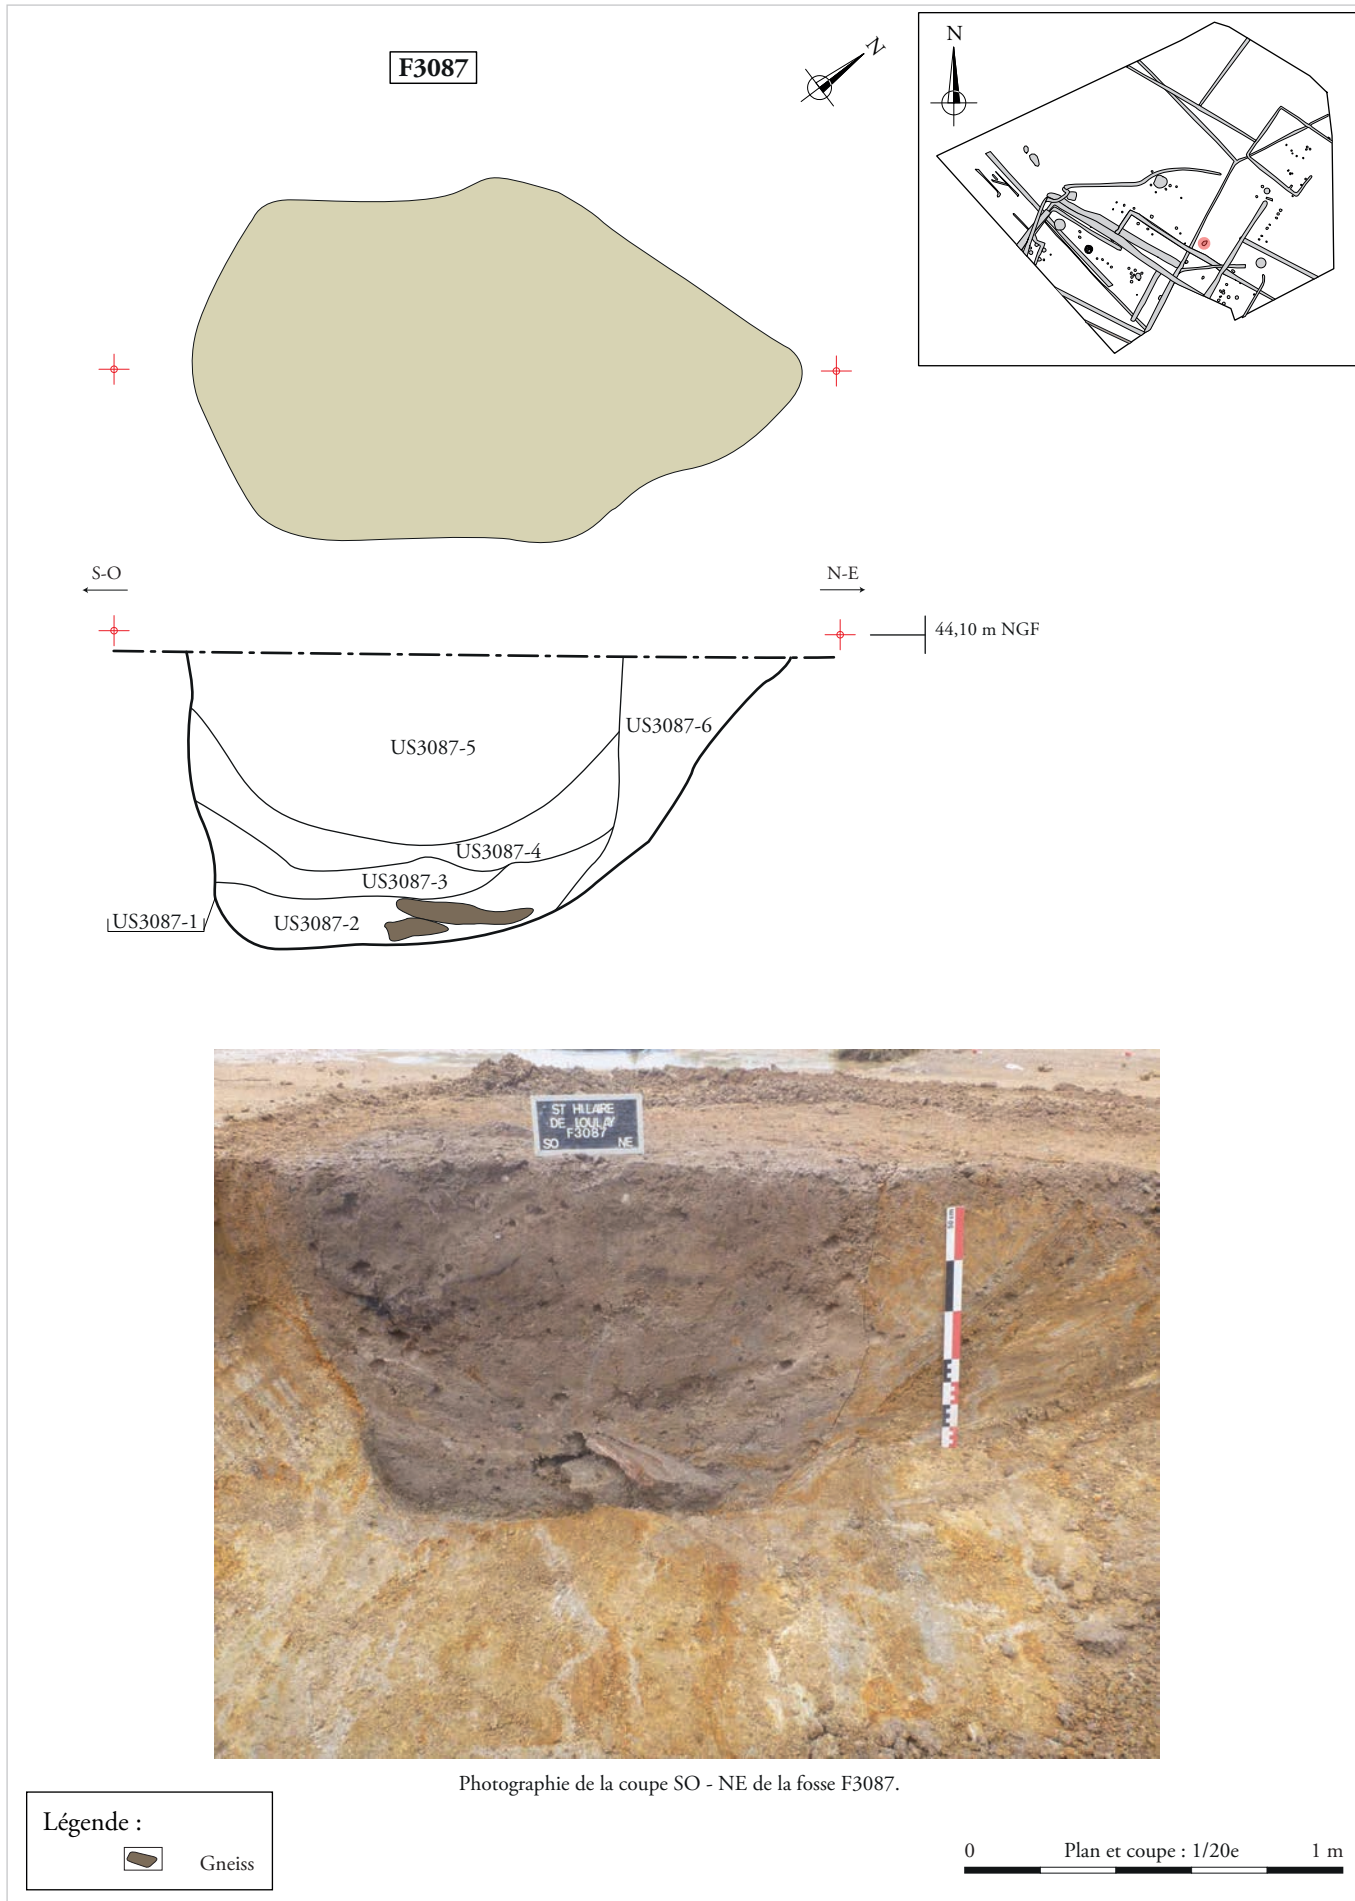 F3087
N
N
S-O
N-E
44,10 m NGF
US3087-6
US3087-5
US3087-4
US3087-3
US3087-1
US3087-2
ST HILAIRE
DE LOULAY
F3087
SO NE
50 cm
Photographie de la coupe SO - NE de la fosse F3087.
Légende :
Gneiss
0 Plan et coupe : 1/20e 1 m